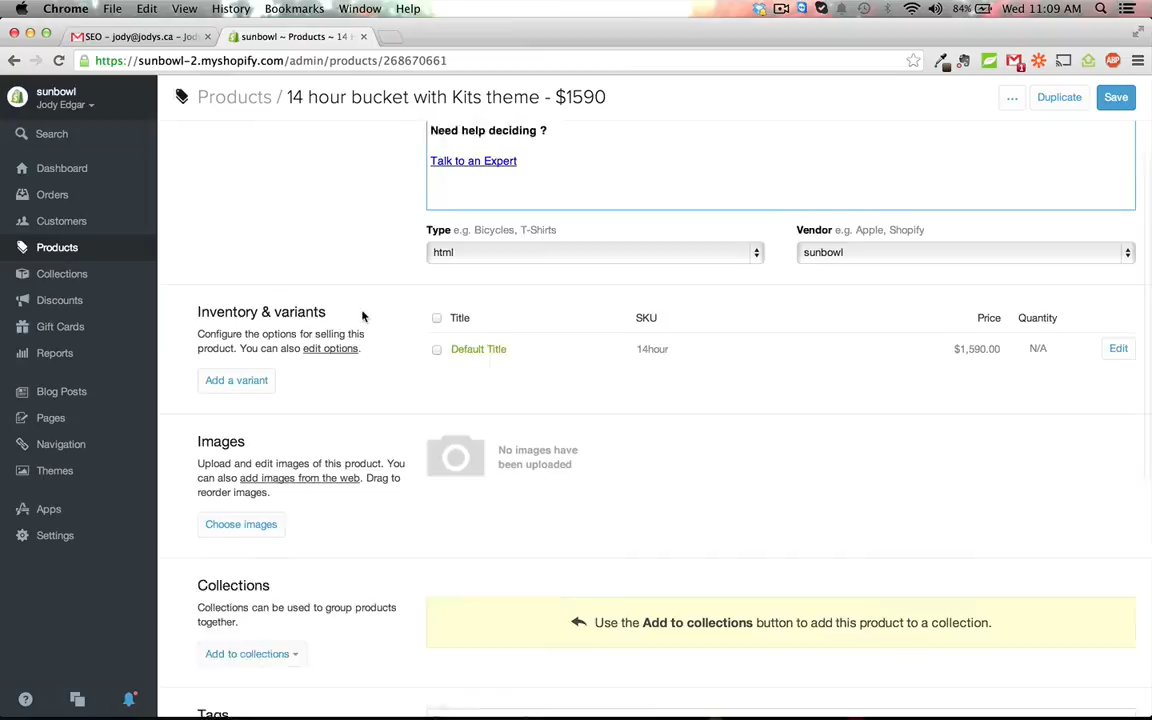 Chrome File Edit View History Bookmarks Window Help 84% Wed 11:09 AM
SEO - jody@jodys.ca - Jod
sunbowl ~ Products ~ 14
https://sunbowl-2.myshopify.com/admin/products/268670661
sunbowl
Jody Edgar
Products / 14 hour bucket with Kits theme - $1590
... Duplicate Save
Search
Dashboard
Orders
Customers
Products
Collections
Discounts
Gift Cards
Reports
Blog Posts
Pages
Navigation
Themes
Apps
Settings
Need help deciding ?
Talk to an Expert
Type e.g. Bicycles, T-Shirts
html
Vendor e.g. Apple, Shopify
sunbowl
Inventory & variants
Configure the options for selling this
product. You can also edit options.
Add a variant
Title SKU Price Quantity
Default Title 14hour $1,590.00 N/A Edit
Images
Upload and edit images of this product. You
can also add images from the web. Drag to
reorder images.
Choose images
No images have
been uploaded
Collections
Collections can be used to group products
together.
Add to collections
Use the Add to collections button to add this product to a collection.
Tags